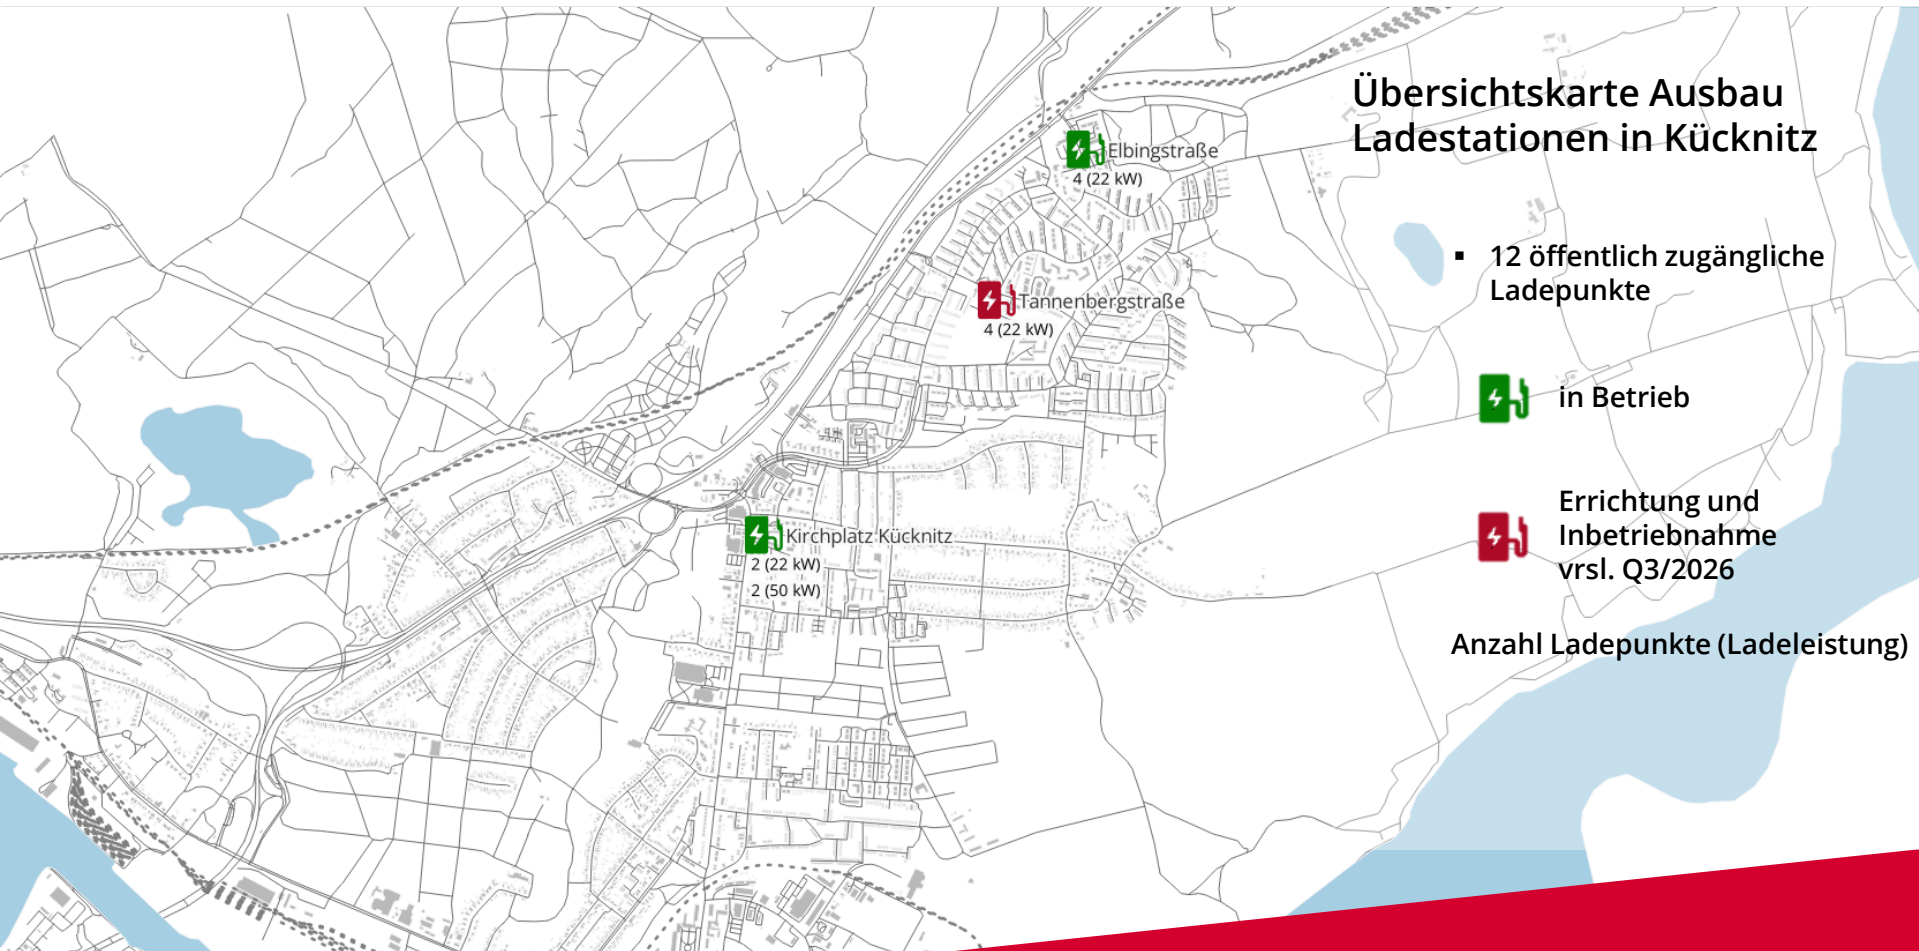 Übersichtskarte Ausbau
Ladestationen in Kücknitz
Elbingstraße
4 (22 kW)
▪ 12 öffentlich zugängliche
Ladepunkte
Tannenbergstraße
4 (22 kW)
in Betrieb
Errichtung und
Inbetriebnahme
vrsl. Q3/2026
Kirchplatz Kücknitz
2 (22 kW)
2 (50 kW)
Anzahl Ladepunkte (Ladeleistung)